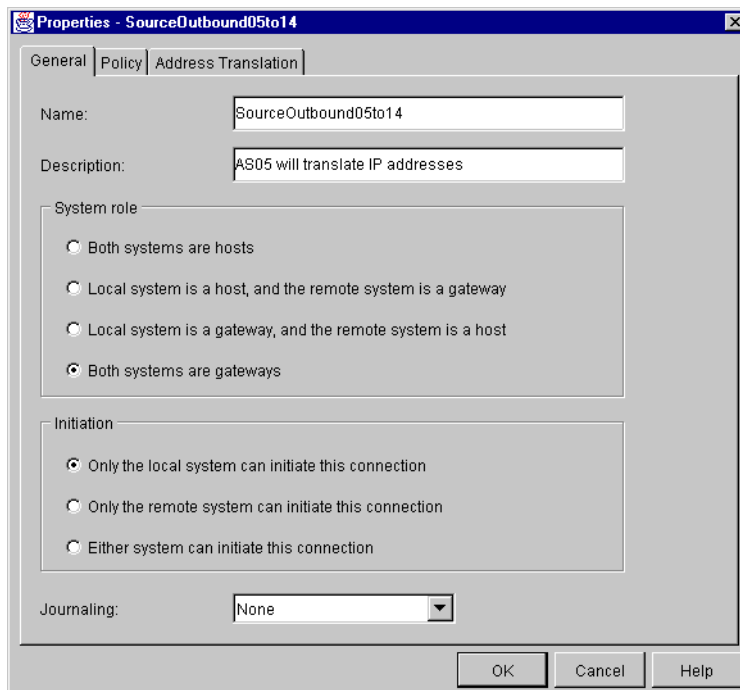 Properties - SourceOutbound05to14
General Policy Address Translation
Name: SourceOutbound05to14
Description: AS05 will translate IP addresses
System role
Both systems are hosts
Local system is a host, and the remote system is a gateway
Local system is a gateway, and the remote system is a host
Both systems are gateways
Initiation
Only the local system can initiate this connection
Only the remote system can initiate this connection
Either system can initiate this connection
Journaling: None
OK Cancel Help